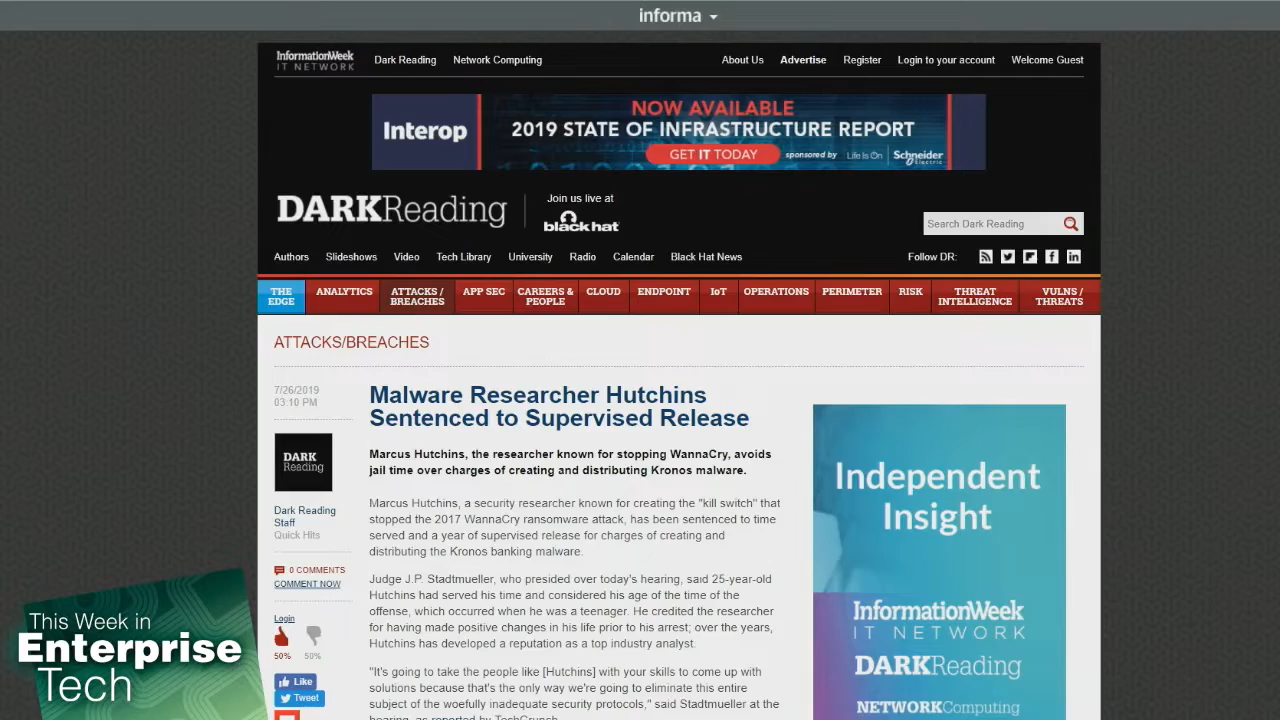 informa
InformationWeek
IT NETWORK
Dark Reading Network Computing
About Us Advertise Register Login to your account Welcome Guest
Interop
NOW AVAILABLE
2019 STATE OF INFRASTRUCTURE REPORT
GET IT TODAY sponsored by Life Is On Schneider Electric
DARKReading
Join us live at
black hat
Search Dark Reading
Authors Slideshows Video Tech Library University Radio Calendar Black Hat News
Follow DR:
THE EDGE
ANALYTICS
ATTACKS / BREACHES
APP SEC
CAREERS & PEOPLE
CLOUD
ENDPOINT
IoT
OPERATIONS
PERIMETER
RISK
THREAT INTELLIGENCE
VULNS / THREATS
ATTACKS/BREACHES
7/26/2019
03:10 PM
DARK
Reading
Dark Reading
Staff
Quick Hits
0 COMMENTS
COMMENT NOW
Login
50% 50%
Like
Tweet
Malware Researcher Hutchins
Sentenced to Supervised Release
Marcus Hutchins, the researcher known for stopping WannaCry, avoids
jail time over charges of creating and distributing Kronos malware.
Marcus Hutchins, a security researcher known for creating the "kill switch" that
stopped the 2017 WannaCry ransomware attack, has been sentenced to time
served and a year of supervised release for charges of creating and
distributing the Kronos banking malware.
Judge J.P. Stadtmueller, who presided over today's hearing, said 25-year-old
Hutchins had served his time and considered his age of the time of the
offense, which occurred when he was a teenager. He credited the researcher
for having made positive changes in his life prior to his arrest; over the years,
Hutchins has developed a reputation as a top industry analyst.
"It's going to take the people like [Hutchins] with your skills to come up with
solutions because that's the only way we're going to eliminate this entire
subject of the woefully inadequate security protocols," said Stadtmueller at the
hearing, as reported by TechCrunch.
Independent
Insight
InformationWeek
IT NETWORK
DARKReading
NETWORKComputing
This Week in
Enterprise
Tech